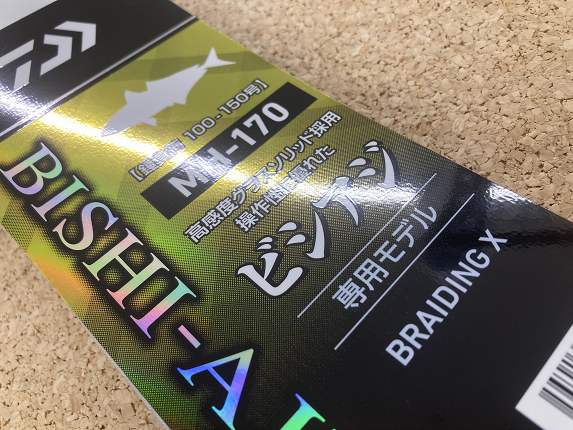 BISHI-A
【錘負荷 100-150号】
MH-170
高感度グラスソリッド採用
操作性に優れた
ビシアジ
専用モデル
BRAIDING X